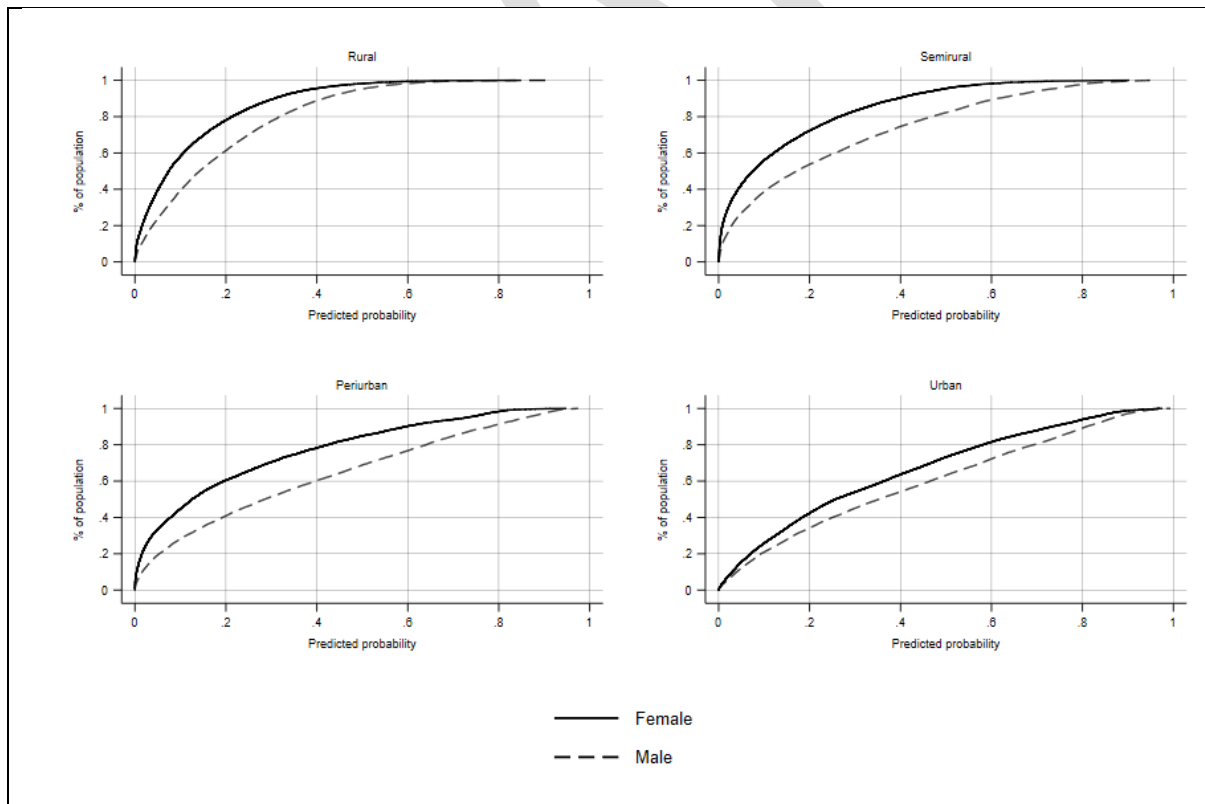 Rural
% of population
1
.8
.6
.4
.2
0
0 .2 .4 .6 .8 1
Predicted probability
Semirural
% of population
1
.8
.6
.4
.2
0
0 .2 .4 .6 .8 1
Predicted probability
Periurban
% of population
1
.8
.6
.4
.2
0
0 .2 .4 .6 .8 1
Predicted probability
Urban
% of population
1
.8
.6
.4
.2
0
0 .2 .4 .6 .8 1
Predicted probability
Female
Male